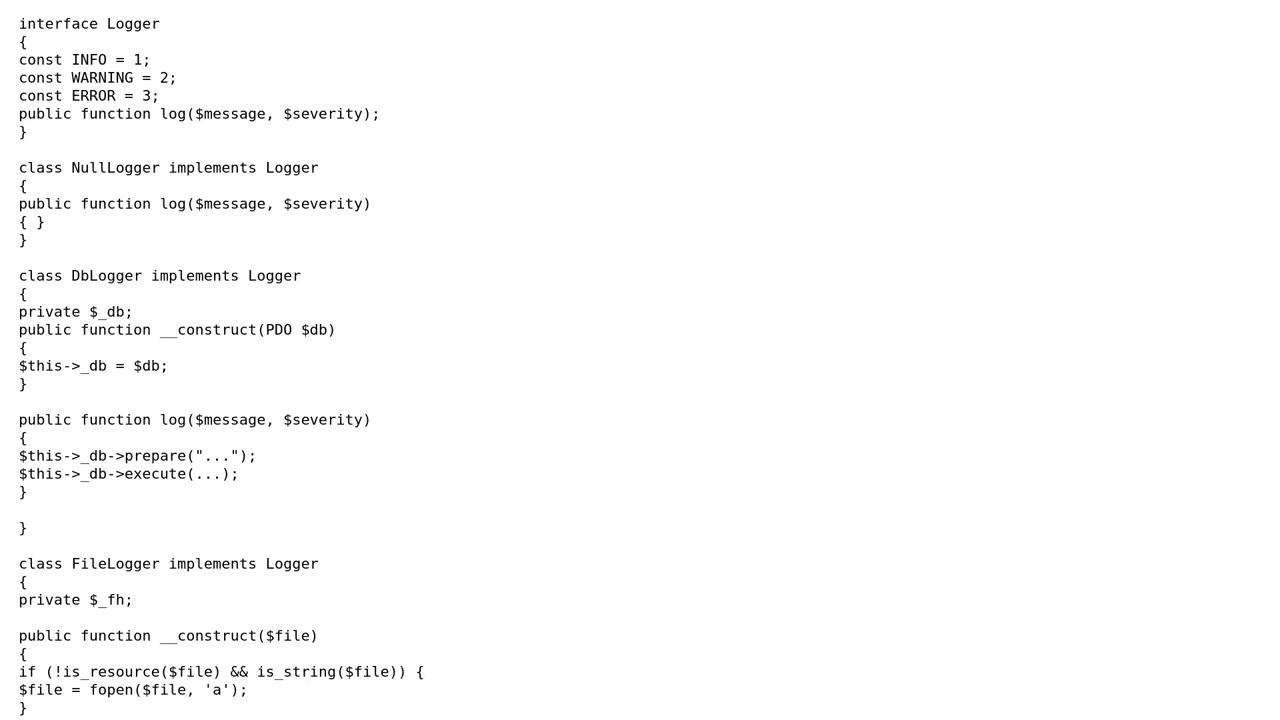 interface Logger
{
const INFO = 1;
const WARNING = 2;
const ERROR = 3;
public function log($message, $severity);
}

class NullLogger implements Logger
{
public function log($message, $severity)
{ }
}

class DbLogger implements Logger
{
private $_db;
public function __construct(PDO $db)
{
$this->_db = $db;
}

public function log($message, $severity)
{
$this->_db->prepare("...");
$this->_db->execute(...);
}

}

class FileLogger implements Logger
{
private $_fh;

public function __construct($file)
{
if (!is_resource($file) && is_string($file)) {
$file = fopen($file, 'a');
}